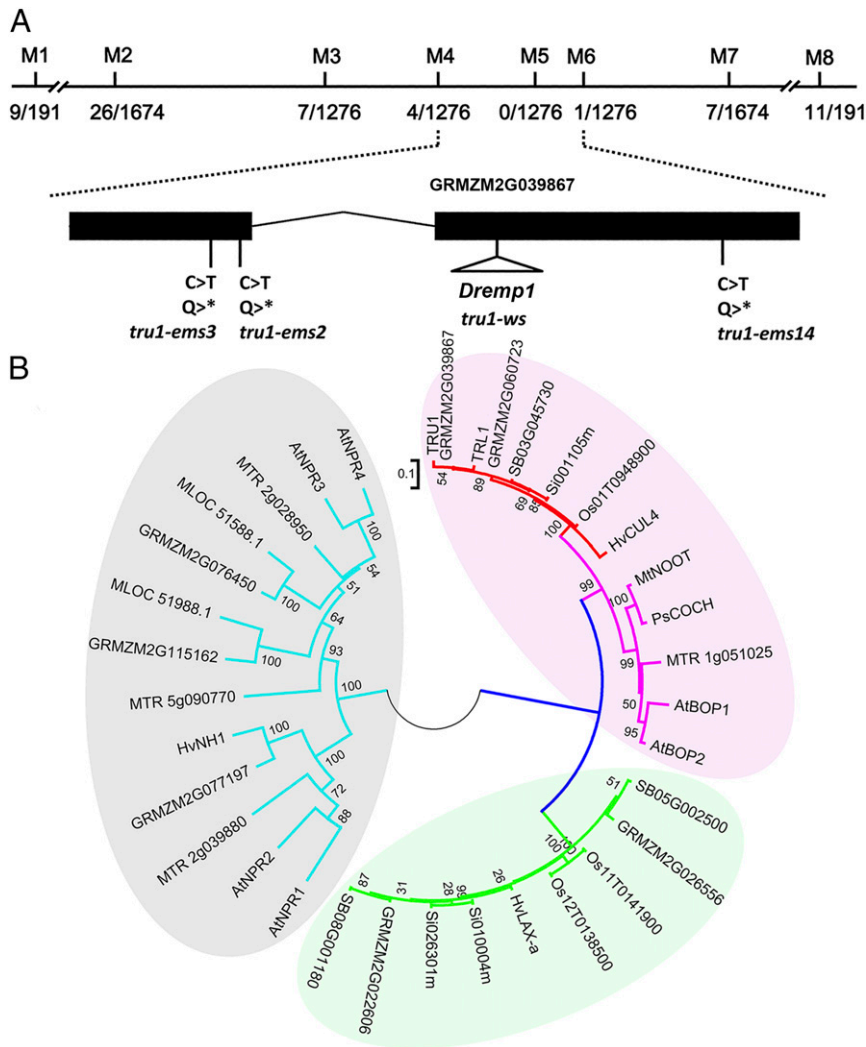 A
M1 M2 M3 M4 M5 M6 M7 M8
9/191 26/1674 7/1276 4/1276 0/1276 1/1276 7/1674 11/191
GRMZM2G039867
C>T C>T C>T
Q>* Q>* Q>*
tru1-ems3 tru1-ems2 tru1-ems14
Dremp1
tru1-ws
B
AtNPR4
AtNPR3
MTR 2g028950
MLOC 51588.1
GRMZM2G076450
MLOC 51988.1
GRMZM2G115162
MTR 5g090770
HvNH1
GRMZM2G077197
MTR 2g039880
AtNPR2
AtNPR1
100
54
51
100
64
100
93
100
100
100
72
88
0.1
TRU1
GRMZM2G039867
TRL1
GRMZM2G060723
SB03G045730
Si001105m
Os01T0948900
HvCUL4
MtNOOT
PsCOCH
MTR 1g051025
AtBOP1
AtBOP2
54
89
69
85
100
99
100
99
50
95
SB05G002500
GRMZM2G026556
Os11T0141900
Os12T0138500
HvLAX-a
Si010004m
Si026301m
GRMZM2G022606
SB08G001180
51
100
100
26
99
28
31
87